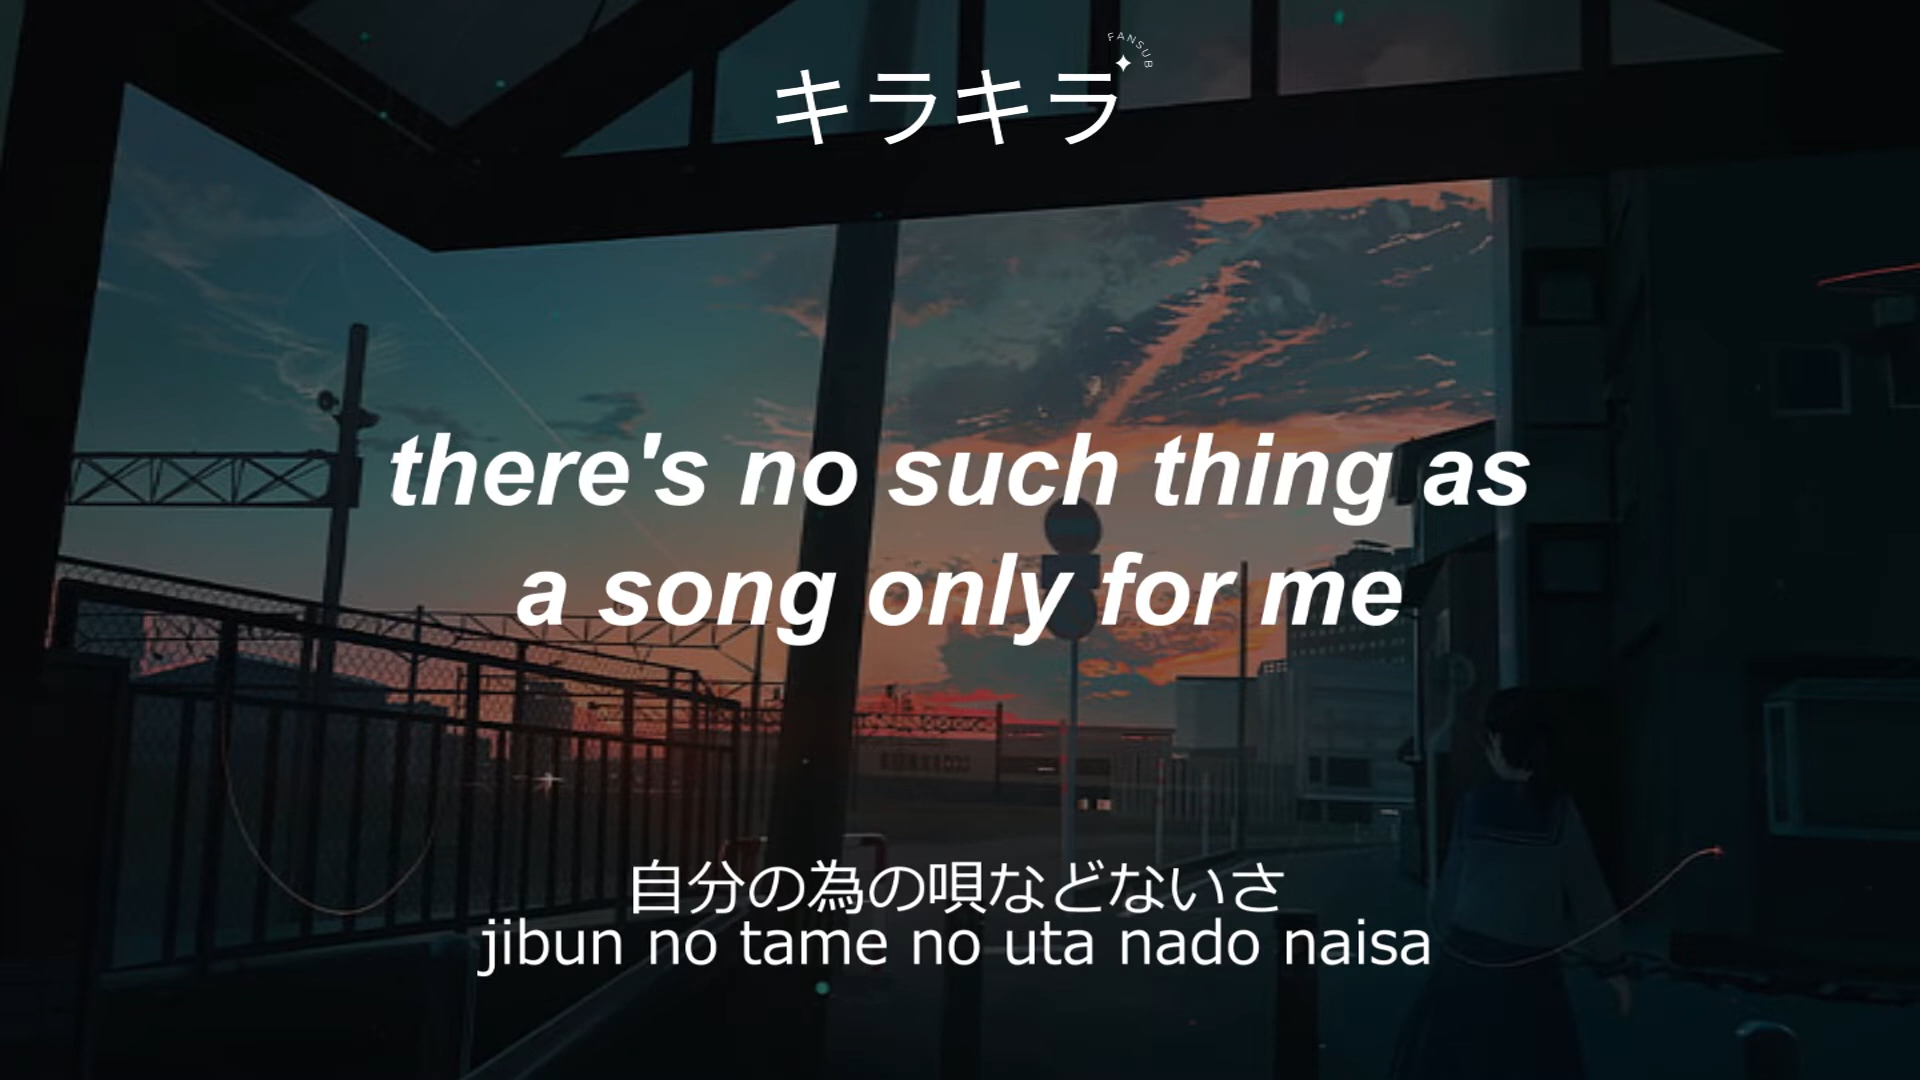 FANSUB
キラキラ
there's no such thing as
a song only for me
自分の為の唄などないさ
jibun no tame no uta nado naisa